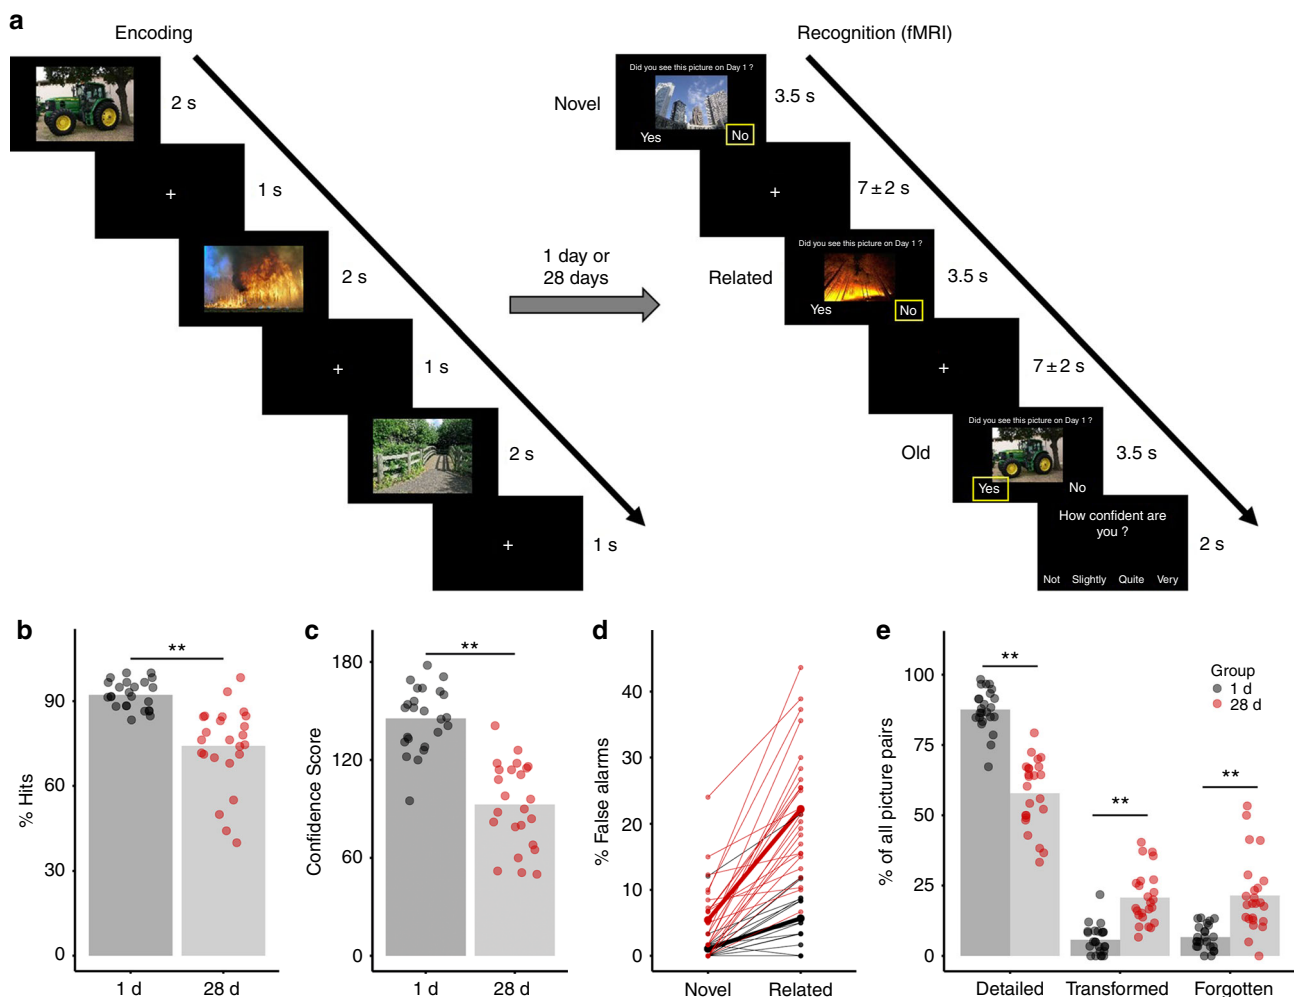 a
Encoding
Recognition (fMRI)
2 s
1 s
2 s
1 s
2 s
1 s
1 day or
28 days
Novel
Did you see this picture on Day 1 ?
Yes
No
3.5 s
7 ± 2 s
Related
Did you see this picture on Day 1 ?
Yes
No
3.5 s
7 ± 2 s
Old
Did you see this picture on Day 1 ?
Yes
No
3.5 s
How confident are
you ?
Not Slightly Quite Very
2 s
b
% Hits
90
60
30
0
**
1 d
28 d
c
Confidence Score
180
120
60
0
**
1 d
28 d
d
% False alarms
40
30
20
10
0
Novel
Related
e
% of all picture pairs
100
75
50
25
0
**
**
**
Group
1 d
28 d
Detailed
Transformed
Forgotten